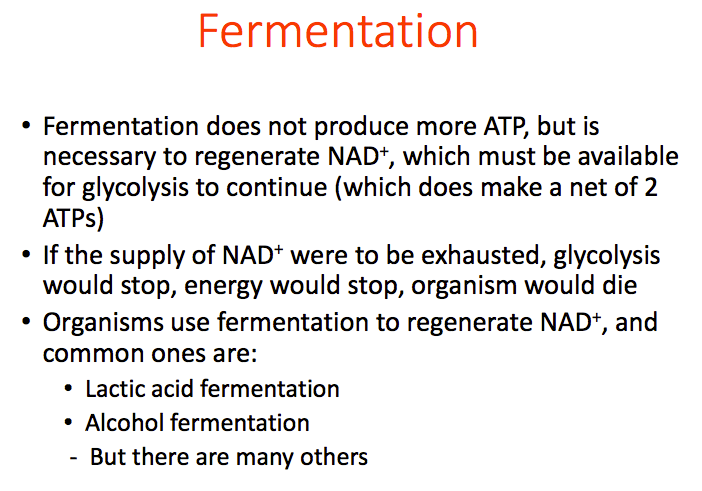 Fermentation
• Fermentation does not produce more ATP, but is
necessary to regenerate NAD⁺, which must be available
for glycolysis to continue (which does make a net of 2
ATPs)
• If the supply of NAD⁺ were to be exhausted, glycolysis
would stop, energy would stop, organism would die
• Organisms use fermentation to regenerate NAD⁺, and
common ones are:
• Lactic acid fermentation
• Alcohol fermentation
- But there are many others